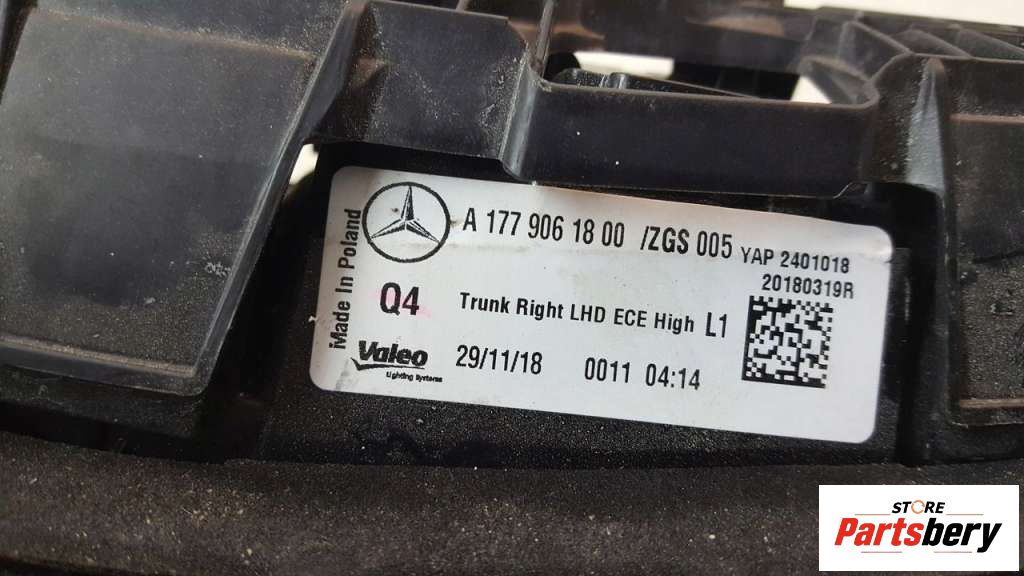 Made In Poland
A 177 906 18 00 /ZGS 005 YAP 2401018
20180319R
Q4 Trunk Right LHD ECE High L1
Valeo
Lighting Systems
29/11/18 0011 04:14
STORE
Partsbery